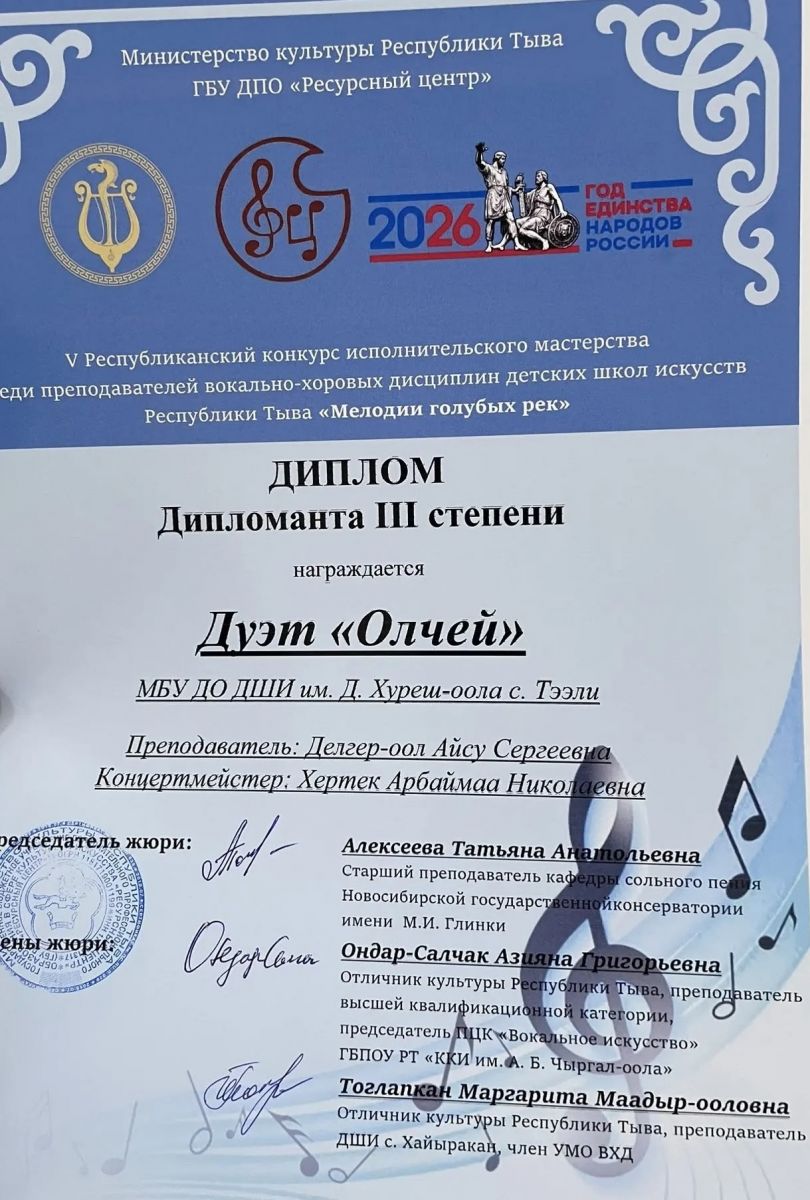 Министерство культуры Республики Тыва
ГБУ ДПО «Ресурсный центр»
2026
ГОД
ЕДИНСТВА
НАРОДОВ
РОССИИ
V Республиканский конкурс исполнительского мастерства
еди преподавателей вокально-хоровых дисциплин детских школ искусств
Республики Тыва «Мелодии голубых рек»
ДИПЛОМ
Дипломанта III степени
награждается
Дуэт «Олчей»
МБУ ДО ДШИ им. Д. Хуреш-оола с. Тээли
Преподаватель: Делгер-оол Айсу Сергеевна
Концертмейстер: Хертек Арбаймаа Николаевна
редседатель жюри:
Алексеева Татьяна Анатольевна
Старший преподаватель кафедры сольного пения
Новосибирской государственнойконсерватории
имени М.И. Глинки
ены жюри:
Ондар-Салчак Азияна Григорьевна
Отличник культуры Республики Тыва, преподаватель
высшей квалификационной категории,
председатель ПЦК «Вокальное искусство»
ГБПОУ РТ «ККИ им. А. Б. Чыргал-оола»
Тоглапкан Маргарита Маадыр-ооловна
Отличник культуры Республики Тыва, преподаватель
ДШИ с. Хайыракан, член УМО ВХД